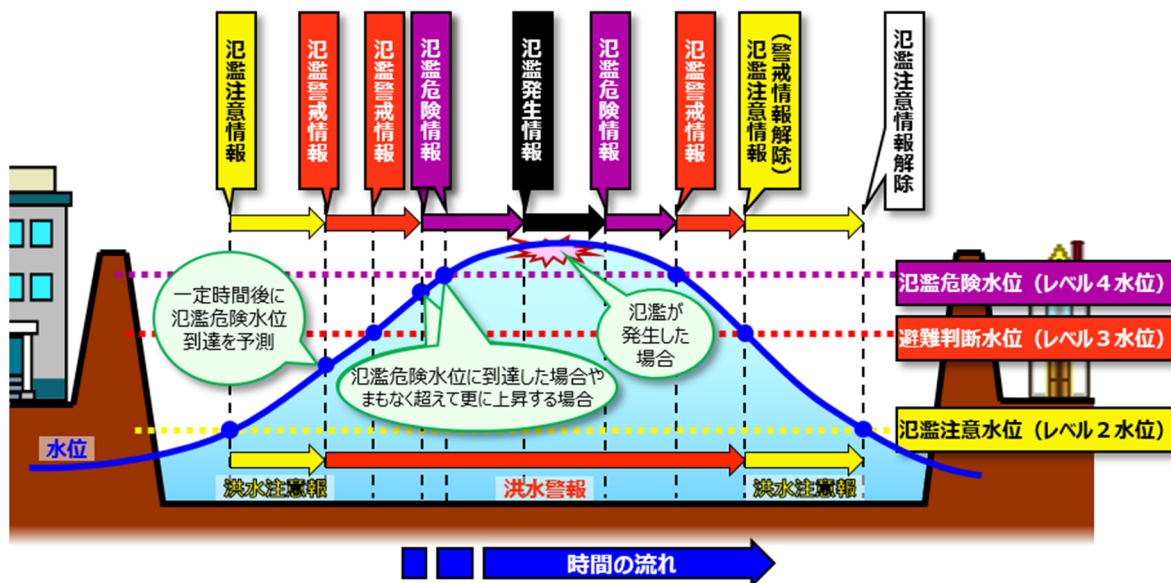 氾濫注意情報
氾濫警戒情報
氾濫警戒情報
氾濫危険情報
氾濫発生情報
氾濫危険情報
氾濫警戒情報
氾濫注意情報
(警戒情報解除)
氾濫注意情報解除
一定時間後に
氾濫危険水位
到達を予測
氾濫危険水位に到達した場合や
まもなく超えて更に上昇する場合
氾濫が
発生した
場合
氾濫危険水位（レベル４水位）
避難判断水位（レベル３水位）
氾濫注意水位（レベル２水位）
水位
洪水注意報
洪水警報
洪水注意報
時間の流れ